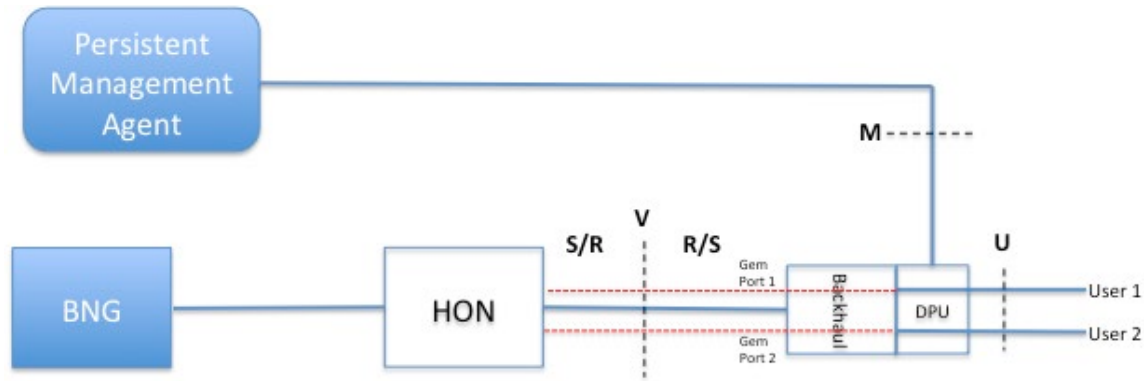 Persistent
Management
Agent
M
V
S/R
R/S
U
Gem
Port 1
BNG
HON
Backhaul
DPU
User 1
User 2
Gem
Port 2